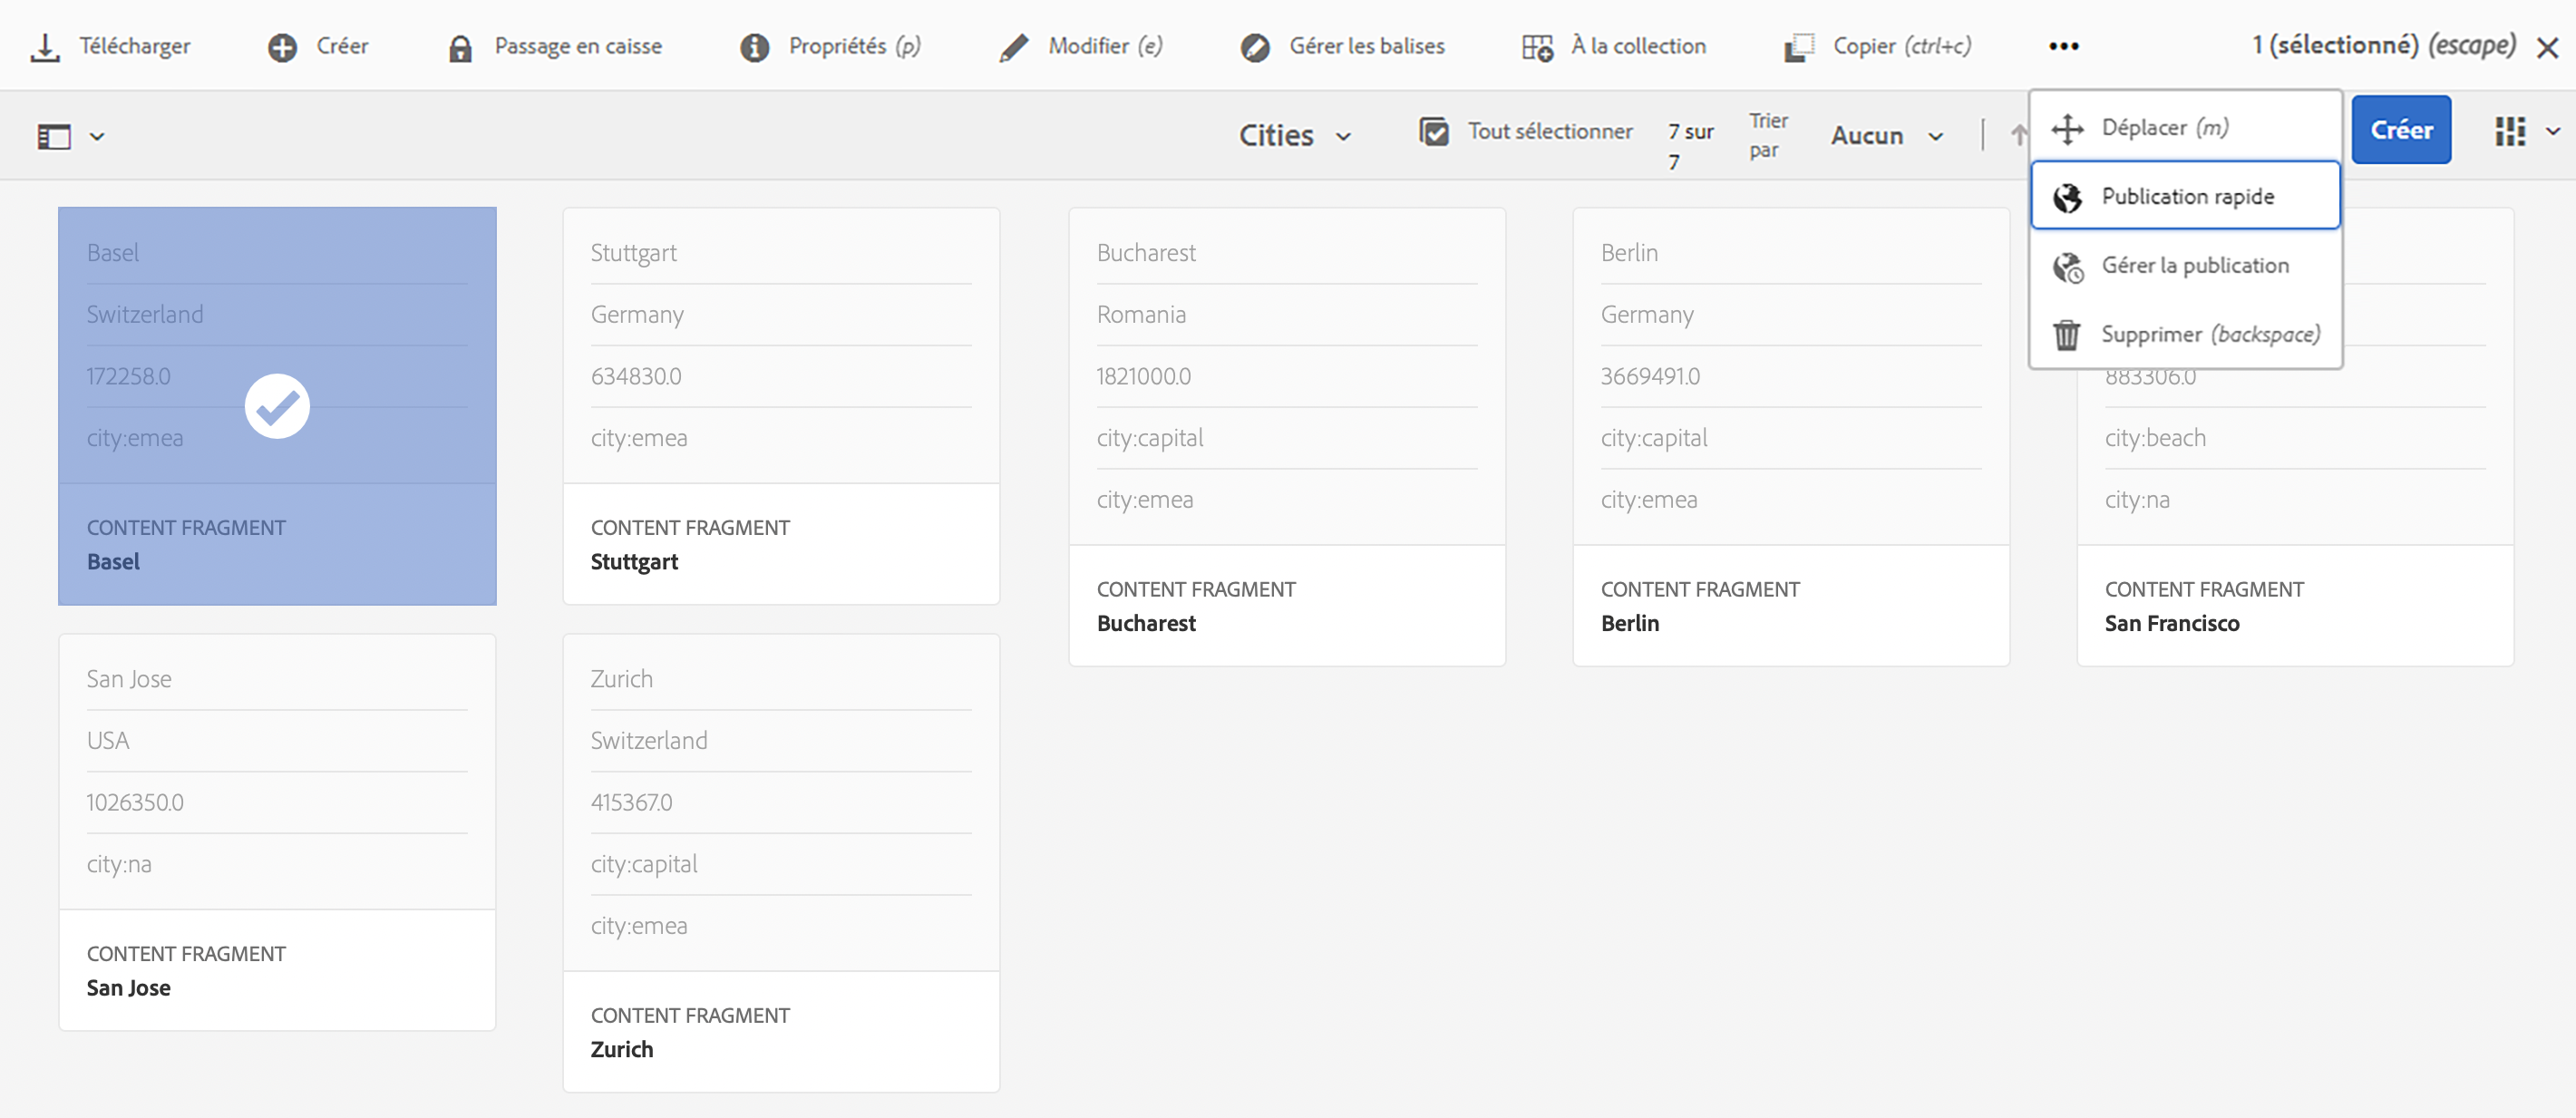 Télécharger
Créer
Passage en caisse
Propriétés (p)
Modifier (e)
Gérer les balises
À la collection
Copier (ctrl+c)
1 (sélectionné) (escape)
Cities
Tout sélectionner
7 sur
7
Trier
par
Aucun
Créer
Déplacer (m)
Publication rapide
Gérer la publication
Supprimer (backspace)
Basel
Switzerland
172258.0
city:emea
CONTENT FRAGMENT
Basel
Stuttgart
Germany
634830.0
city:emea
CONTENT FRAGMENT
Stuttgart
Bucharest
Romania
1821000.0
city:capital
city:emea
CONTENT FRAGMENT
Bucharest
Berlin
Germany
3669491.0
city:capital
city:emea
CONTENT FRAGMENT
Berlin
883306.0
city:beach
city:na
CONTENT FRAGMENT
San Francisco
San Jose
USA
1026350.0
city:na
CONTENT FRAGMENT
San Jose
Zurich
Switzerland
415367.0
city:capital
city:emea
CONTENT FRAGMENT
Zurich